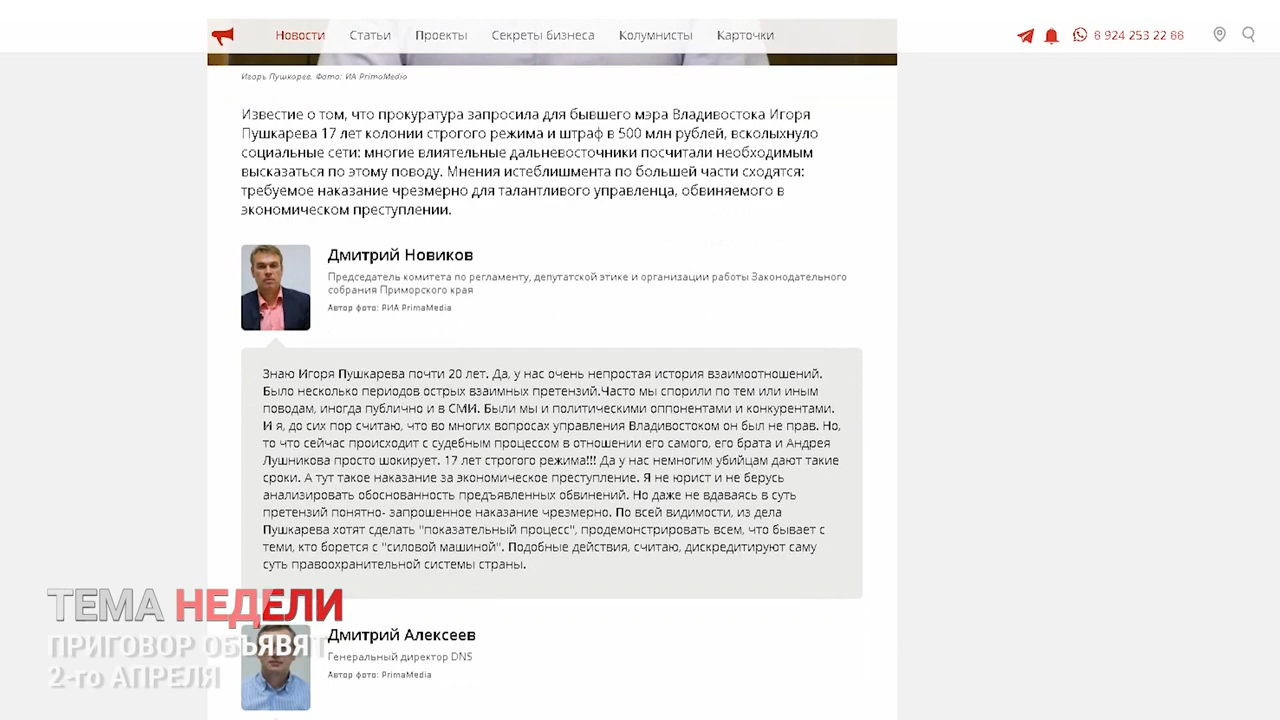 Новости Статьи Проекты Секреты бизнеса Колумнисты Карточки 8 924 253 22 88
Игорь Пушкарев. Фото: ИА PrimaMedia
Известие о том, что прокуратура запросила для бывшего мэра Владивостока Игоря
Пушкарева 17 лет колонии строгого режима и штраф в 500 млн рублей, всколыхнуло
социальные сети: многие влиятельные дальневосточники посчитали необходимым
высказаться по этому поводу. Мнения истеблишмента по большей части сходятся:
требуемое наказание чрезмерно для талантливого управленца, обвиняемого в
экономическом преступлении.
Дмитрий Новиков
Председатель комитета по регламенту, депутатской этике и организации работы Законодательного
собрания Приморского края
Автор фото: РИА PrimaMedia
Знаю Игоря Пушкарева почти 20 лет. Да, у нас очень непростая история взаимоотношений.
Было несколько периодов острых взаимных претензий.Часто мы спорили по тем или иным
поводам, иногда публично и в СМИ. Были мы и политическими оппонентами и конкурентами.
И я, до сих пор считаю, что во многих вопросах управления Владивостоком он был не прав. Но,
то что сейчас происходит с судебным процессом в отношении его самого, его брата и Андрея
Лушникова просто шокирует. 17 лет строгого режима!!! Да у нас немногим убийцам дают такие
сроки. А тут такое наказание за экономическое преступление. Я не юрист и не берусь
анализировать обоснованность предъявленных обвинений. Но даже не вдаваясь в суть
претензий понятно- запрошенное наказание чрезмерно. По всей видимости, из дела
Пушкарева хотят сделать "показательный процесс", продемонстрировать всем, что бывает с
теми, кто борется с "силовой машиной". Подобные действия, считаю, дискредитируют саму
суть правоохранительной системы страны.
ТЕМА НЕДЕЛИ
ПРИГОВОР ОБЪЯВЯТ
2-го АПРЕЛЯ
Дмитрий Алексеев
Генеральный директор DNS
Автор фото: PrimaMedia